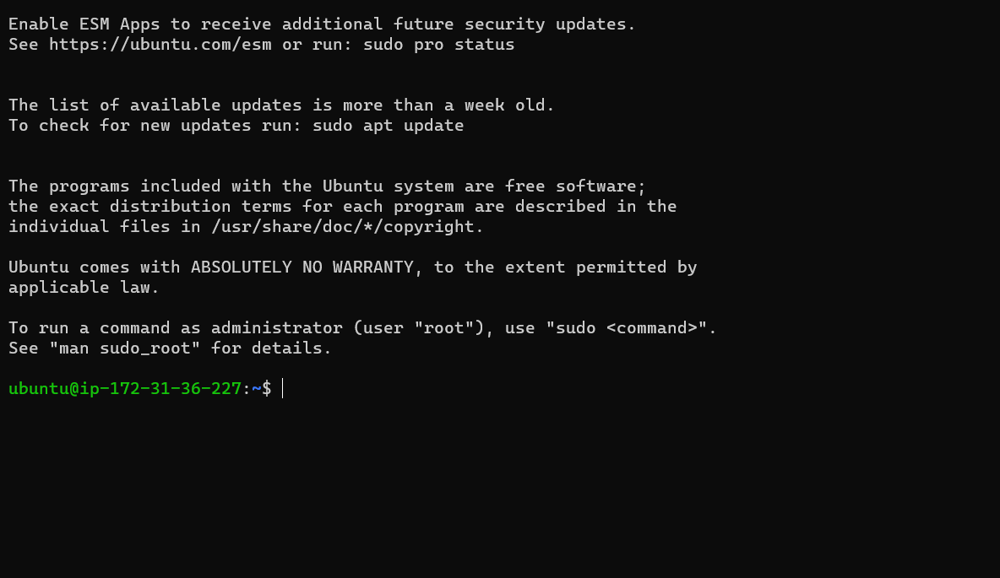 Enable ESM Apps to receive additional future security updates.
See https://ubuntu.com/esm or run: sudo pro status
The list of available updates is more than a week old.
To check for new updates run: sudo apt update
The programs included with the Ubuntu system are free software;
the exact distribution terms for each program are described in the
individual files in /usr/share/doc/*/copyright.
Ubuntu comes with ABSOLUTELY NO WARRANTY, to the extent permitted by
applicable law.
To run a command as administrator (user "root"), use "sudo <command>".
See "man sudo_root" for details.
ubuntu@ip-172-31-36-227:~$